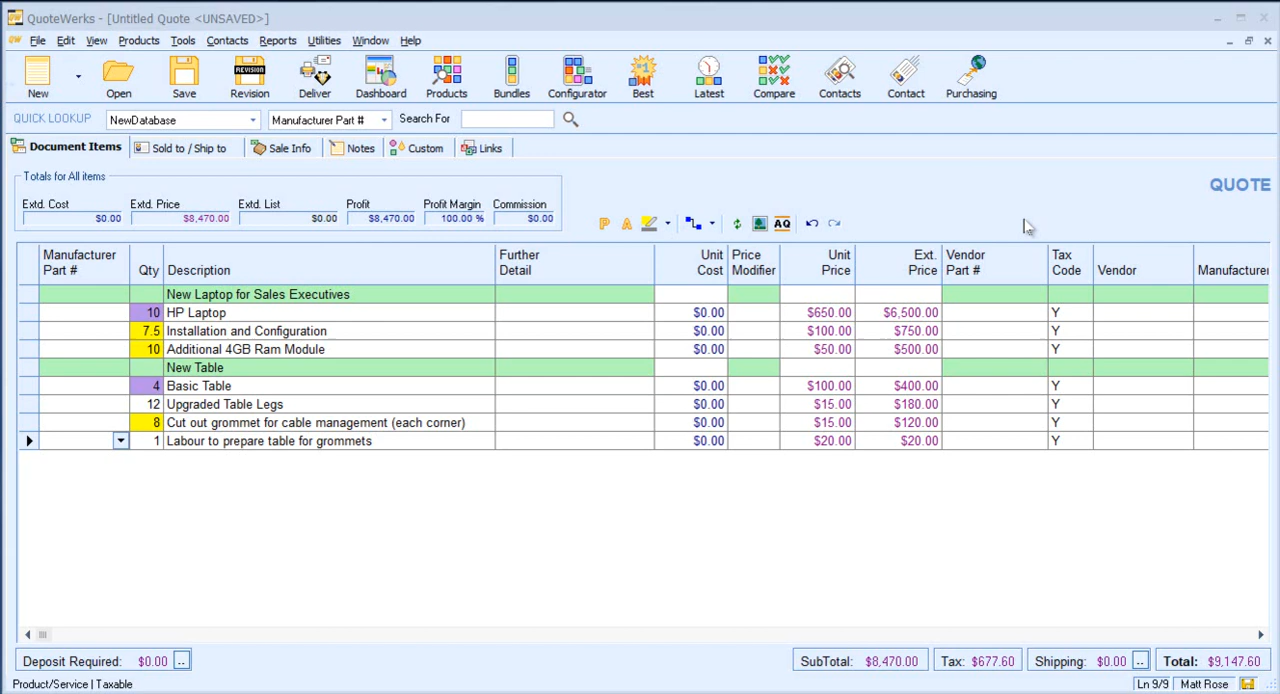 QuoteWerks - [Untitled Quote <UNSAVED>]
File Edit View Products Tools Contacts Reports Utilities Window Help
New Open Save Revision Deliver Dashboard Products Bundles Configurator Best Latest Compare Contacts Contact Purchasing
QUICK LOOKUP NewDatabase Manufacturer Part # Search For
Document Items Sold to / Ship to Sale Info Notes Custom Links
Totals for All items
QUOTE
Extd. Cost Extd. Price Extd. List Profit Profit Margin Commission
$0.00 $8,470.00 $0.00 $8,470.00 100.00 % $0.00
P A AQ
Manufacturer Part # Qty Description Further Detail Unit Cost Price Modifier Unit Price Ext. Price Vendor Part # Tax Code Vendor Manufacturer
New Laptop for Sales Executives
10 HP Laptop $0.00 $650.00 $6,500.00 Y
7.5 Installation and Configuration $0.00 $100.00 $750.00 Y
10 Additional 4GB Ram Module $0.00 $50.00 $500.00 Y
New Table
4 Basic Table $0.00 $100.00 $400.00 Y
12 Upgraded Table Legs $0.00 $15.00 $180.00 Y
8 Cut out grommet for cable management (each corner) $0.00 $15.00 $120.00 Y
1 Labour to prepare table for grommets $0.00 $20.00 $20.00 Y
Deposit Required: $0.00 .. SubTotal: $8,470.00 Tax: $677.60 Shipping: $0.00 .. Total: $9,147.60
Product/Service | Taxable Ln 9/9 Matt Rose